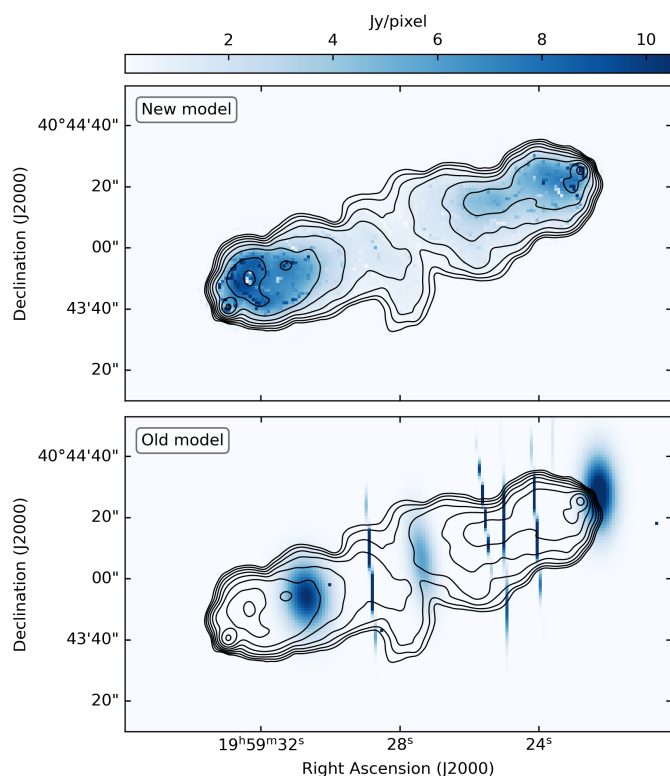 Jy/pixel
2 4 6 8 10
New model
40°44'40"
20"
00"
43'40"
20"
Declination (J2000)
Old model
40°44'40"
20"
00"
43'40"
20"
Declination (J2000)
19ʰ59ᵐ32ˢ 28ˢ 24ˢ
Right Ascension (J2000)